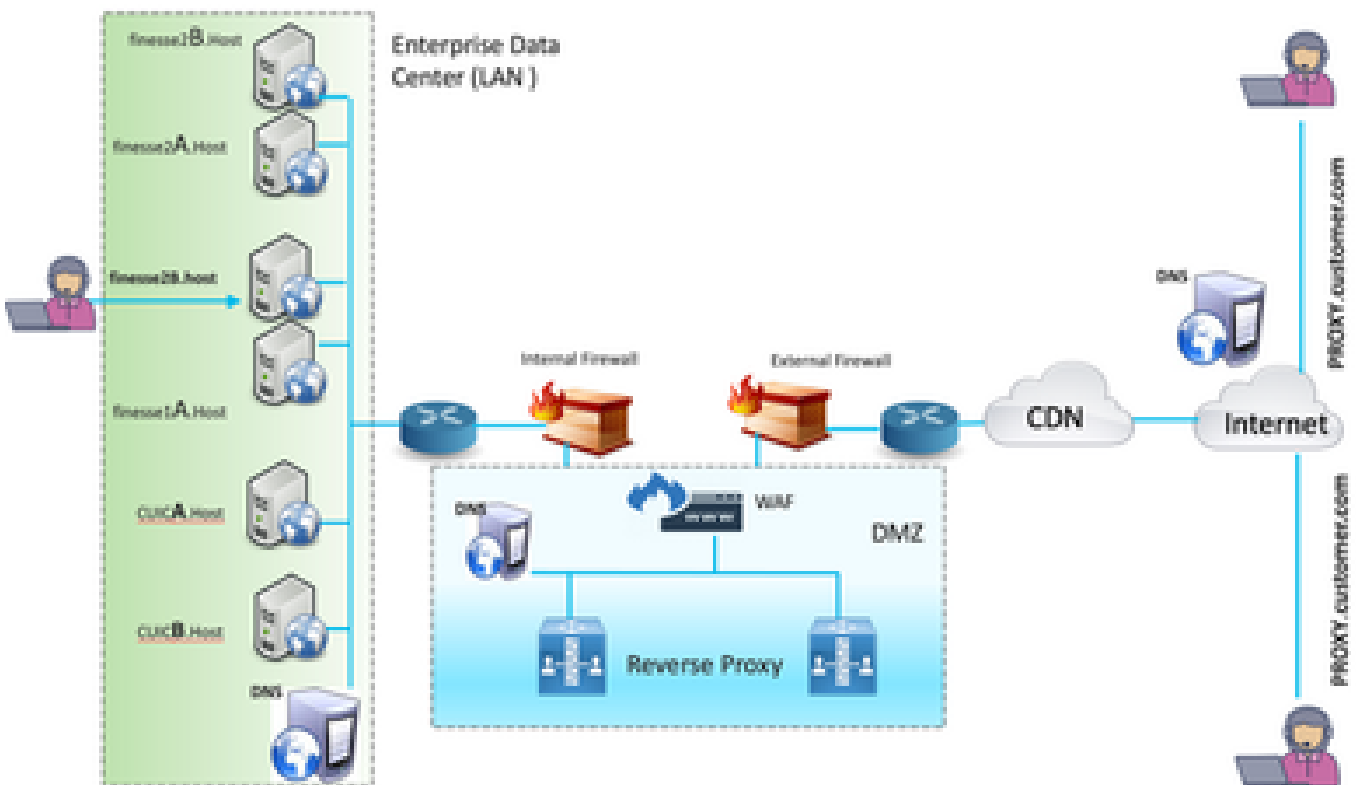 finesse2B.Host
Enterprise Data
Center (LAN )
finesse2A.Host
finesse2B.host
finesse1A.Host
CUICA.Host
CUICB.Host
DNS
Internal Firewall
External Firewall
DNS
WAF
DMZ
Reverse Proxy
CDN
DNS
Internet
PROXY.customer.com
PROXY.customer.com